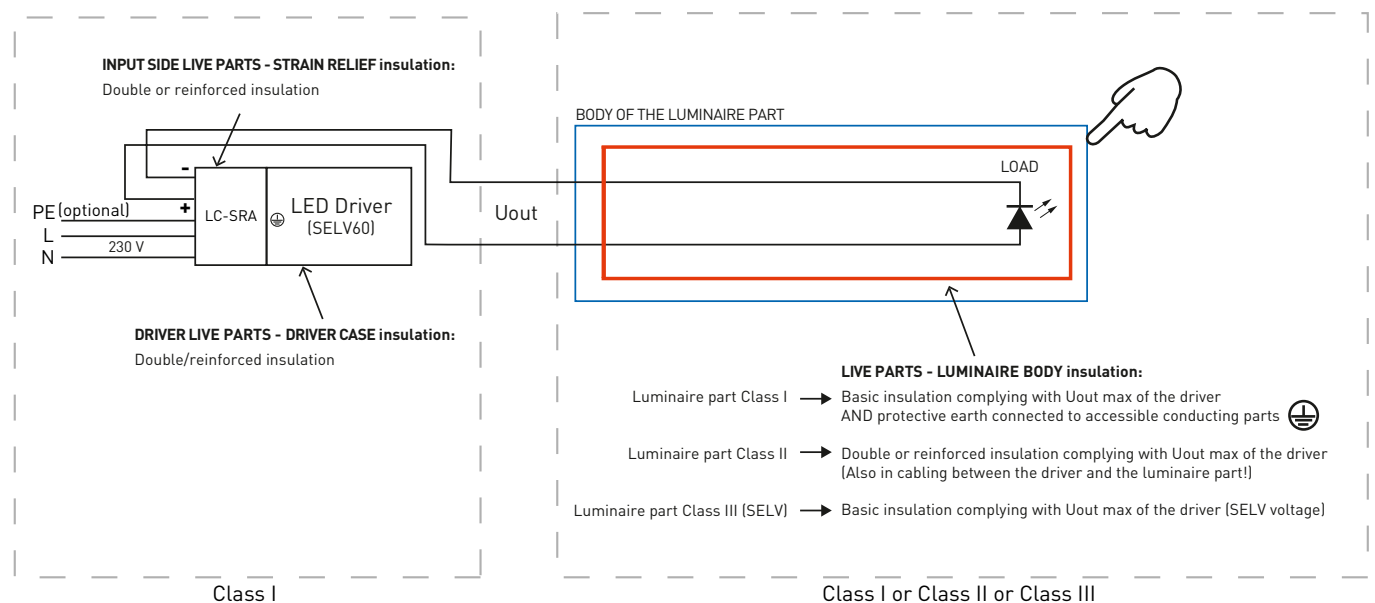 INPUT SIDE LIVE PARTS - STRAIN RELIEF insulation:
Double or reinforced insulation
BODY OF THE LUMINAIRE PART
LOAD
-
+
PE (optional)
L
N
230 V
LC-SRA
LED Driver
(SELV60)
Uout
DRIVER LIVE PARTS - DRIVER CASE insulation:
Double/reinforced insulation
LIVE PARTS - LUMINAIRE BODY insulation:
Luminaire part Class I
Basic insulation complying with Uout max of the driver
AND protective earth connected to accessible conducting parts
Luminaire part Class II
Double or reinforced insulation complying with Uout max of the driver
(Also in cabling between the driver and the luminaire part!)
Luminaire part Class III (SELV)
Basic insulation complying with Uout max of the driver (SELV voltage)
Class I
Class I or Class II or Class III